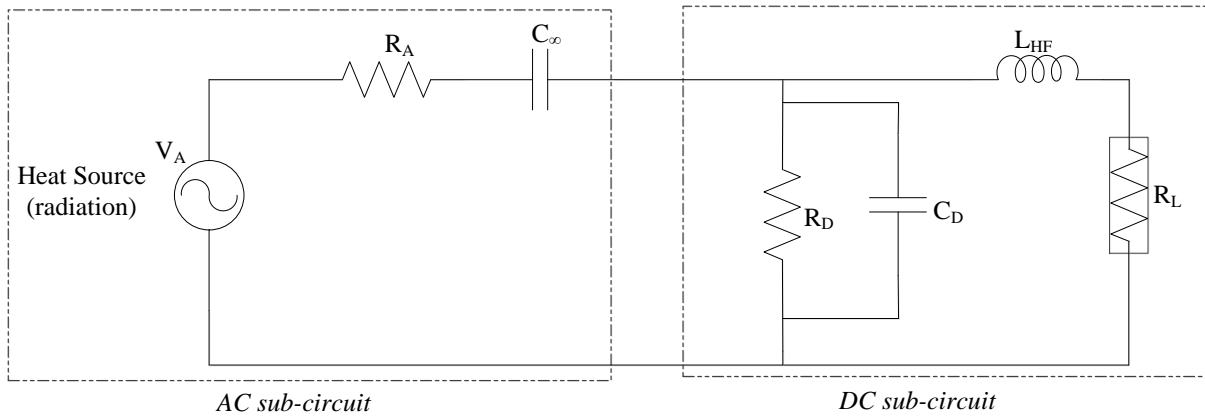 R_A
C_∞
L_HF
V_A
Heat Source
(radiation)
R_D
C_D
R_L
AC sub-circuit
DC sub-circuit